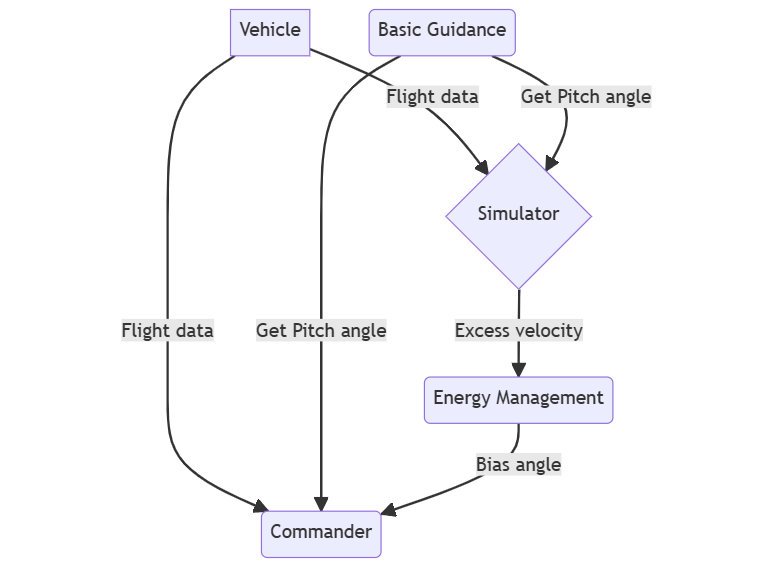 Vehicle
Basic Guidance
Flight data
Get Pitch angle
Simulator
Flight data
Get Pitch angle
Excess velocity
Energy Management
Bias angle
Commander